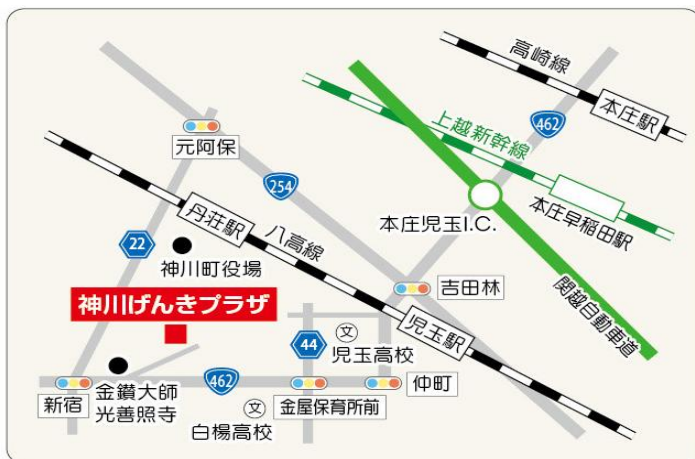 高崎線
本庄駅
462
上越新幹線
元阿保
254
本庄早稲田駅
本庄児玉I.C.
丹荘駅
八高線
22
神川町役場
関越自動車道
吉田林
神川げんきプラザ
児玉駅
44
文
児玉高校
金鑚大師
光善照寺
462
新宿
金屋保育所前
仲町
文
白楊高校